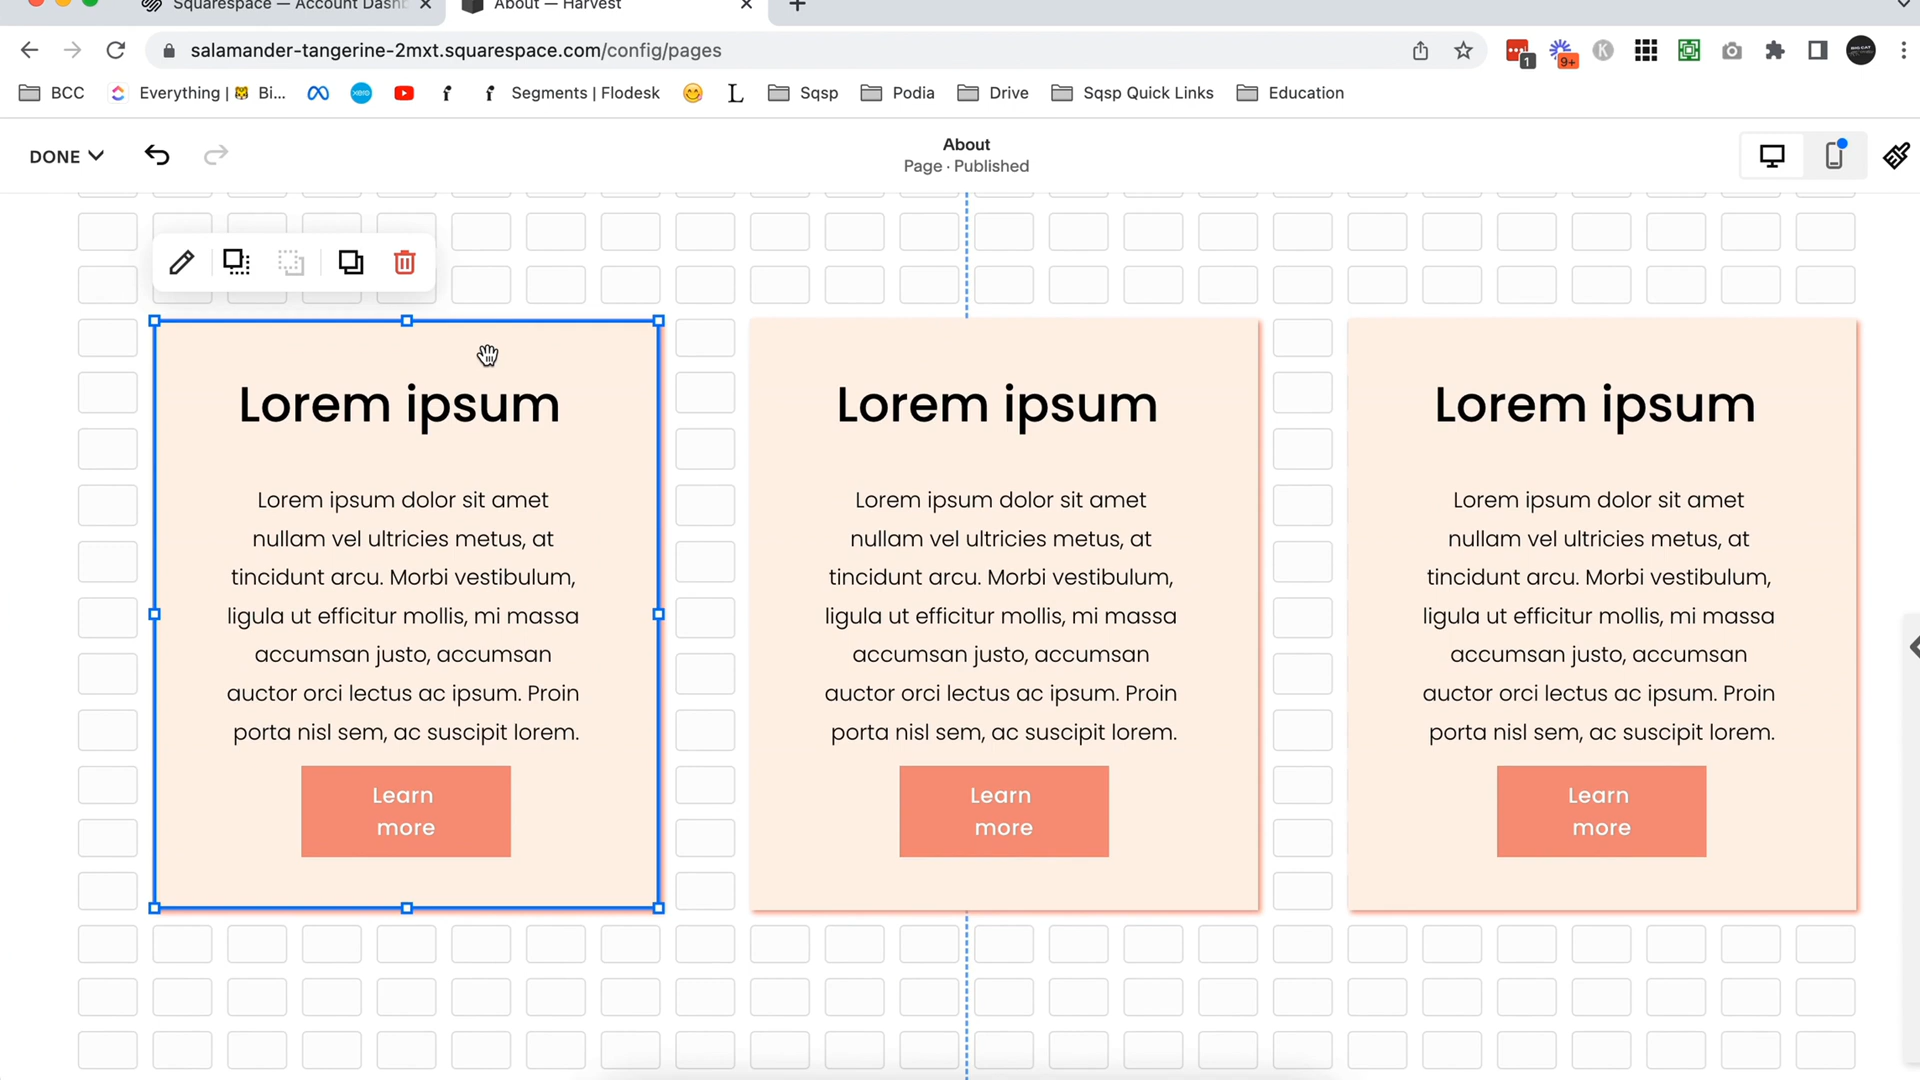 Squarespace — Account Dashb
About — Harvest
salamander-tangerine-2mxt.squarespace.com/config/pages
1
9+
K
BCC
Everything | Bi...
xero
Segments | Flodesk
L
Sqsp
Podia
Drive
Sqsp Quick Links
Education
DONE
About
Page · Published
Lorem ipsum
Lorem ipsum dolor sit amet
nullam vel ultricies metus, at
tincidunt arcu. Morbi vestibulum,
ligula ut efficitur mollis, mi massa
accumsan justo, accumsan
auctor orci lectus ac ipsum. Proin
porta nisl sem, ac suscipit lorem.
Learn
more
Lorem ipsum
Lorem ipsum dolor sit amet
nullam vel ultricies metus, at
tincidunt arcu. Morbi vestibulum,
ligula ut efficitur mollis, mi massa
accumsan justo, accumsan
auctor orci lectus ac ipsum. Proin
porta nisl sem, ac suscipit lorem.
Learn
more
Lorem ipsum
Lorem ipsum dolor sit amet
nullam vel ultricies metus, at
tincidunt arcu. Morbi vestibulum,
ligula ut efficitur mollis, mi massa
accumsan justo, accumsan
auctor orci lectus ac ipsum. Proin
porta nisl sem, ac suscipit lorem.
Learn
more